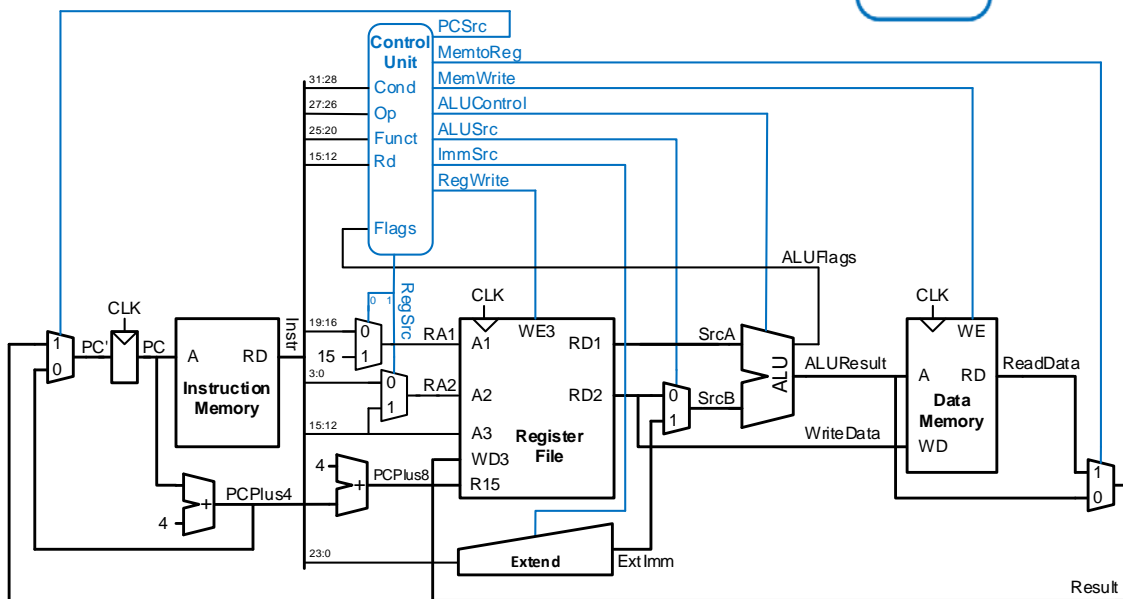 PCSrc
Control
Unit
MemtoReg
MemWrite
ALUControl
ALUSrc
ImmSrc
RegWrite
31:28
Cond
27:26
Op
25:20
Funct
15:12
Rd
Flags
ALUFlags
CLK
PC'
PC
1
0
A
RD
Instruction
Memory
Instr
0 1
RegSrc
19:16
0
15
1
RA1
3:0
0
1
RA2
15:12
CLK
WE3
A1
RD1
A2
RD2
A3
Register
File
WD3
R15
4
+
PCPlus8
PCPlus4
+
4
23:0
Extend
ExtImm
SrcA
0
1
SrcB
ALU
ALUResult
WriteData
CLK
WE
A
RD
Data
Memory
WD
ReadData
1
0
Result